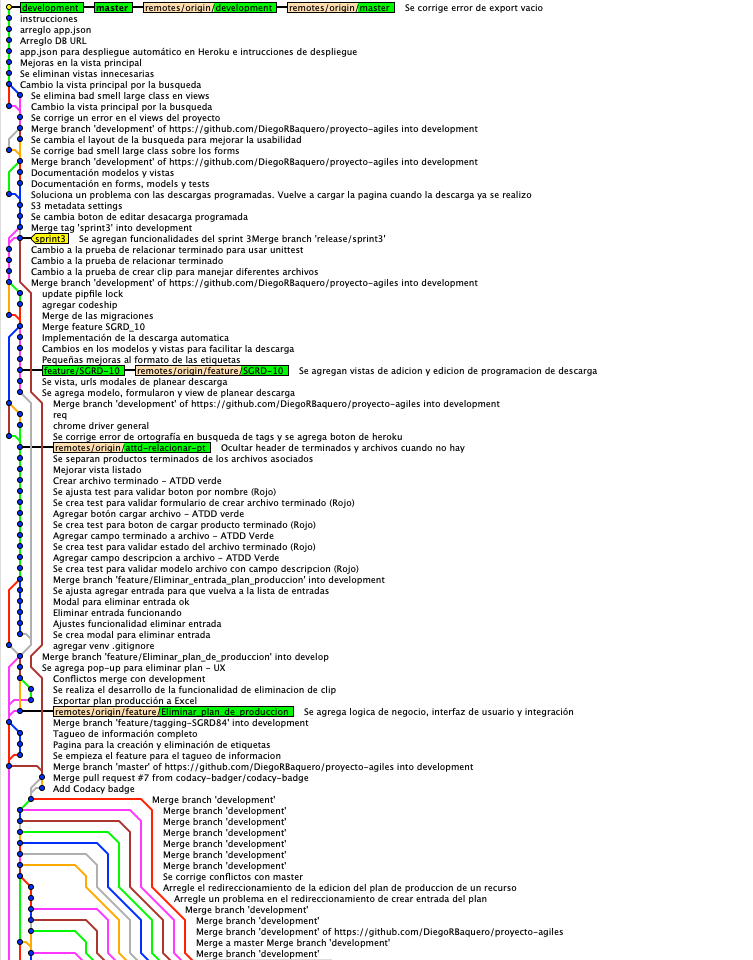 development master remotes/origin/development remotes/origin/master Se corrige error de export vacio
instrucciones
arreglo app.json
Arreglo DB URL
app.json para despliegue automático en Heroku e intrucciones de despliegue
Mejoras en la vista principal
Se eliminan vistas innecesarias
Cambio la vista principal por la busqueda
Se elimina bad smell large class en views
Cambio la vista principal por la busqueda
Se corrige un error en el views del proyecto
Merge branch 'development' of https://github.com/DiegoRBaquero/proyecto-agiles into development
Se cambia el layout de la busqueda para mejorar la usabilidad
Se corrige bad smell large class sobre los forms
Merge branch 'development' of https://github.com/DiegoRBaquero/proyecto-agiles into development
Documentación modelos y vistas
Documentación en forms, models y tests
Soluciona un problema con las descargas programadas. Vuelve a cargar la pagina cuando la descarga ya se realizo
S3 metadata settings
Se cambia boton de editar desacarga programada
Merge tag 'sprint3' into development
sprint3 Se agregan funcionalidades del sprint 3Merge branch 'release/sprint3'
Cambio a la prueba de relacionar terminado para usar unittest
Cambio a la prueba de relacionar terminado
Cambio a la prueba de crear clip para manejar diferentes archivos
Merge branch 'development' of https://github.com/DiegoRBaquero/proyecto-agiles into development
update pipfile lock
agregar codeship
Merge de las migraciones
Merge feature SGRD_10
Implementación de la descarga automatica
Cambios en los modelos y vistas para facilitar la descarga
Pequeñas mejoras al formato de las etiquetas
feature/SGRD-10 remotes/origin/feature/SGRD-10 Se agregan vistas de adicion y edicion de programacion de descarga
Se vista, urls modales de planear descarga
Se agrega modelo, formularon y view de planear descarga
Merge branch 'development' of https://github.com/DiegoRBaquero/proyecto-agiles into development
req
chrome driver general
Se corrige error de ortografía en busqueda de tags y se agrega boton de heroku
remotes/origin/attd-relacionar-pt Ocultar header de terminados y archivos cuando no hay
Se separan productos terminados de los archivos asociados
Mejorar vista listado
Crear archivo terminado - ATDD verde
Se ajusta test para validar boton por nombre (Rojo)
Se crea test para validar formulario de crear archivo terminado (Rojo)
Agregar botón cargar archivo - ATDD verde
Se crea test para boton de cargar producto terminado (Rojo)
Agregar campo terminado a archivo - ATDD Verde
Se crea test para validar estado del archivo terminado (Rojo)
Agregar campo descripcion a archivo - ATDD Verde
Se crea test para validar modelo archivo con campo descripcion (Rojo)
Merge branch 'feature/Eliminar_entrada_plan_produccion' into development
Se ajusta agregar entrada para que vuelva a la lista de entradas
Modal para eliminar entrada ok
Eliminar entrada funcionando
Ajustes funcionalidad eliminar entrada
Se crea modal para eliminar entrada
agregar venv .gitignore
Merge branch 'feature/Eliminar_plan_de_produccion' into develop
Se agrega pop-up para eliminar plan - UX
Conflictos merge con development
Se realiza el desarrollo de la funcionalidad de eliminacion de clip
Exportar plan producción a Excel
remotes/origin/feature/Eliminar_plan_de_produccion Se agrega logica de negocio, interfaz de usuario y integración
Merge branch 'feature/tagging-SGRD84' into development
Tagueo de información completo
Pagina para la creación y eliminación de etiquetas
Se empieza el feature para el tagueo de informacion
Merge branch 'master' of https://github.com/DiegoRBaquero/proyecto-agiles into development
Merge pull request #7 from codacy-badger/codacy-badge
Add Codacy badge
Merge branch 'development'
Merge branch 'development'
Merge branch 'development'
Merge branch 'development'
Merge branch 'development'
Merge branch 'development'
Merge branch 'development'
Se corrige conflictos con master
Arregle el redireccionamiento de la edicion del plan de produccion de un recurso
Arregle un problema en el redireccionamiento de crear entrada del plan
Merge branch 'development'
Merge branch 'development'
Merge branch 'development' of https://github.com/DiegoRBaquero/proyecto-agiles
Merge a master Merge branch 'development'
Merge branch 'development'